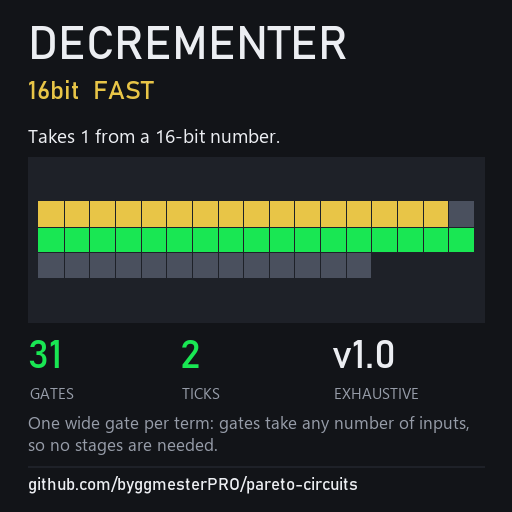 DECREMENTER
16bit FAST
Takes 1 from a 16-bit number.
31 2 v1.0
GATES TICKS EXHAUSTIVE
One wide gate per term: gates take any number of inputs,
so no stages are needed.
github.com/byggmesterPRO/pareto-circuits